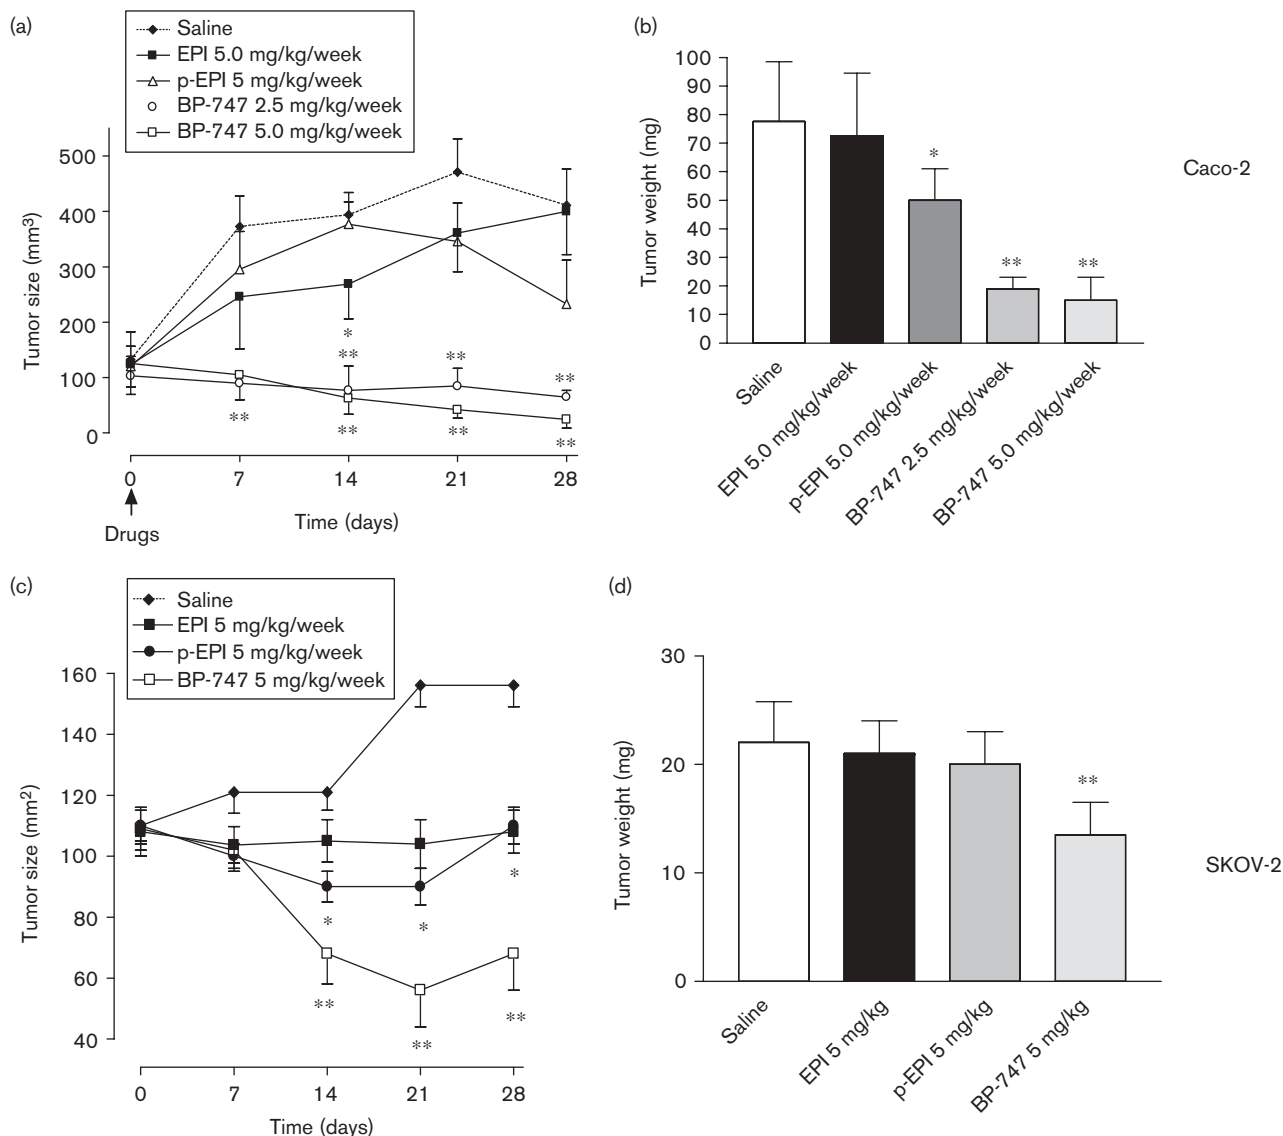 (a)
Saline
EPI 5.0 mg/kg/week
p-EPI 5 mg/kg/week
BP-747 2.5 mg/kg/week
BP-747 5.0 mg/kg/week
Tumor size (mm³)
500
400
300
200
100
0
*
**
**
**
**
**
**
**
0
7
14
21
28
Drugs
Time (days)
(b)
Tumor weight (mg)
100
90
80
70
60
50
40
30
20
10
0
*
**
**
Saline
EPI 5.0 mg/kg/week
p-EPI 5.0 mg/kg/week
BP-747 2.5 mg/kg/week
BP-747 5.0 mg/kg/week
Caco-2
(c)
Saline
EPI 5 mg/kg/week
p-EPI 5 mg/kg/week
BP-747 5 mg/kg/week
Tumor size (mm²)
160
140
120
100
80
60
40
*
*
*
**
**
**
0
7
14
21
28
Time (days)
(d)
Tumor weight (mg)
30
20
10
0
**
Saline
EPI 5 mg/kg
p-EPI 5 mg/kg
BP-747 5 mg/kg
SKOV-2